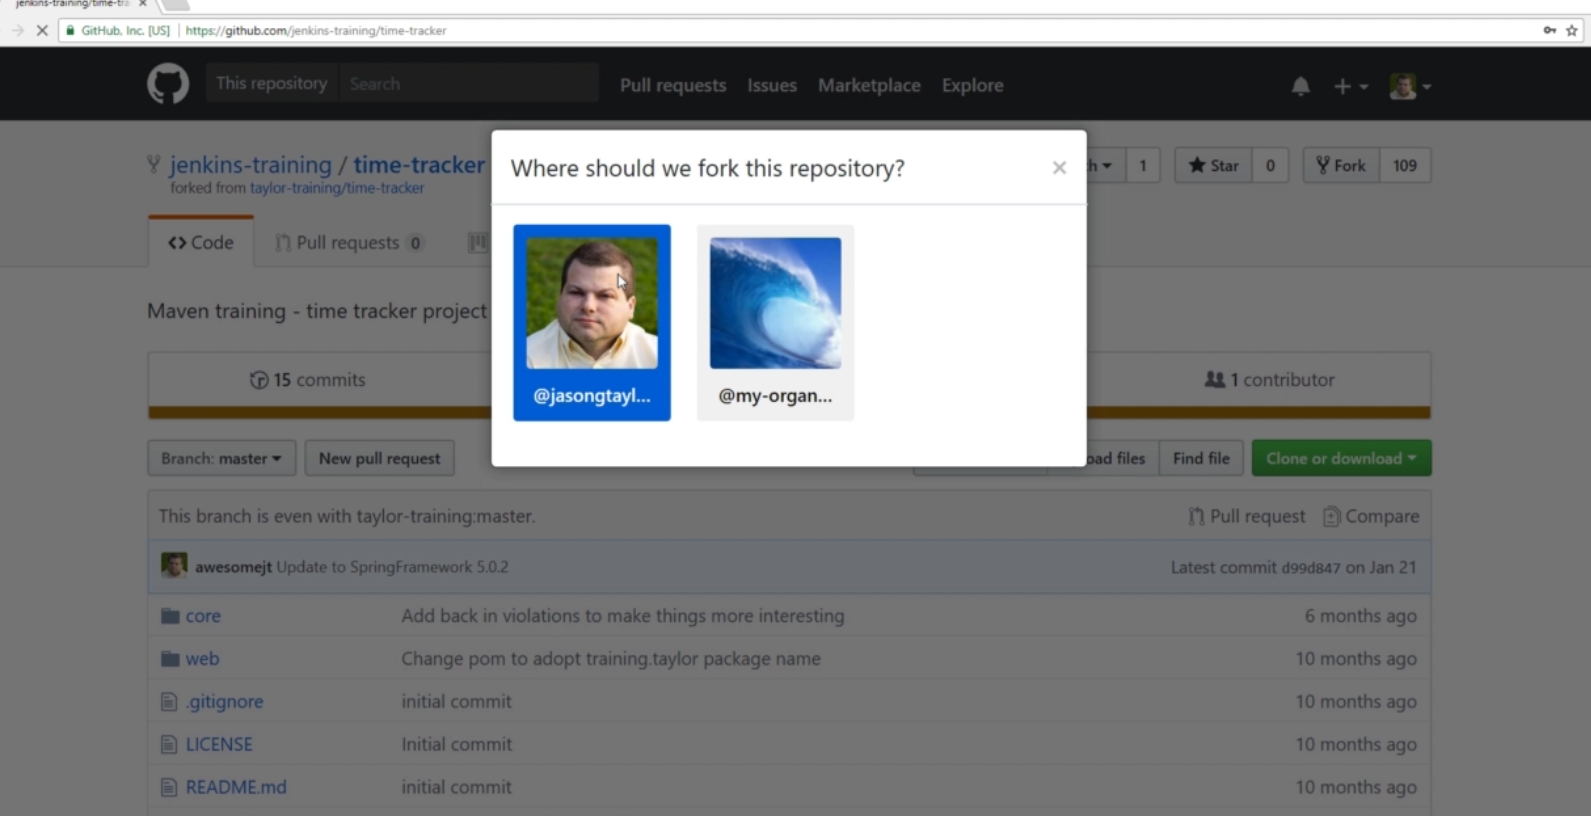 jenkins-training/time-tra
GitHub, Inc. [US] https://github.com/jenkins-training/time-tracker
This repository Search Pull requests Issues Marketplace Explore
Where should we fork this repository? ×
jenkins-training / time-tracker 1 Star 0 Fork 109
forked from taylor-training/time-tracker
Code Pull requests 0
Maven training - time tracker project
@jasongtayl... @my-organ...
15 commits 1 contributor
Branch: master New pull request Find file Clone or download
This branch is even with taylor-training:master. Pull request Compare
awesomejt Update to SpringFramework 5.0.2 Latest commit d99d847 on Jan 21
core Add back in violations to make things more interesting 6 months ago
web Change pom to adopt training.taylor package name 10 months ago
.gitignore initial commit 10 months ago
LICENSE Initial commit 10 months ago
README.md initial commit 10 months ago